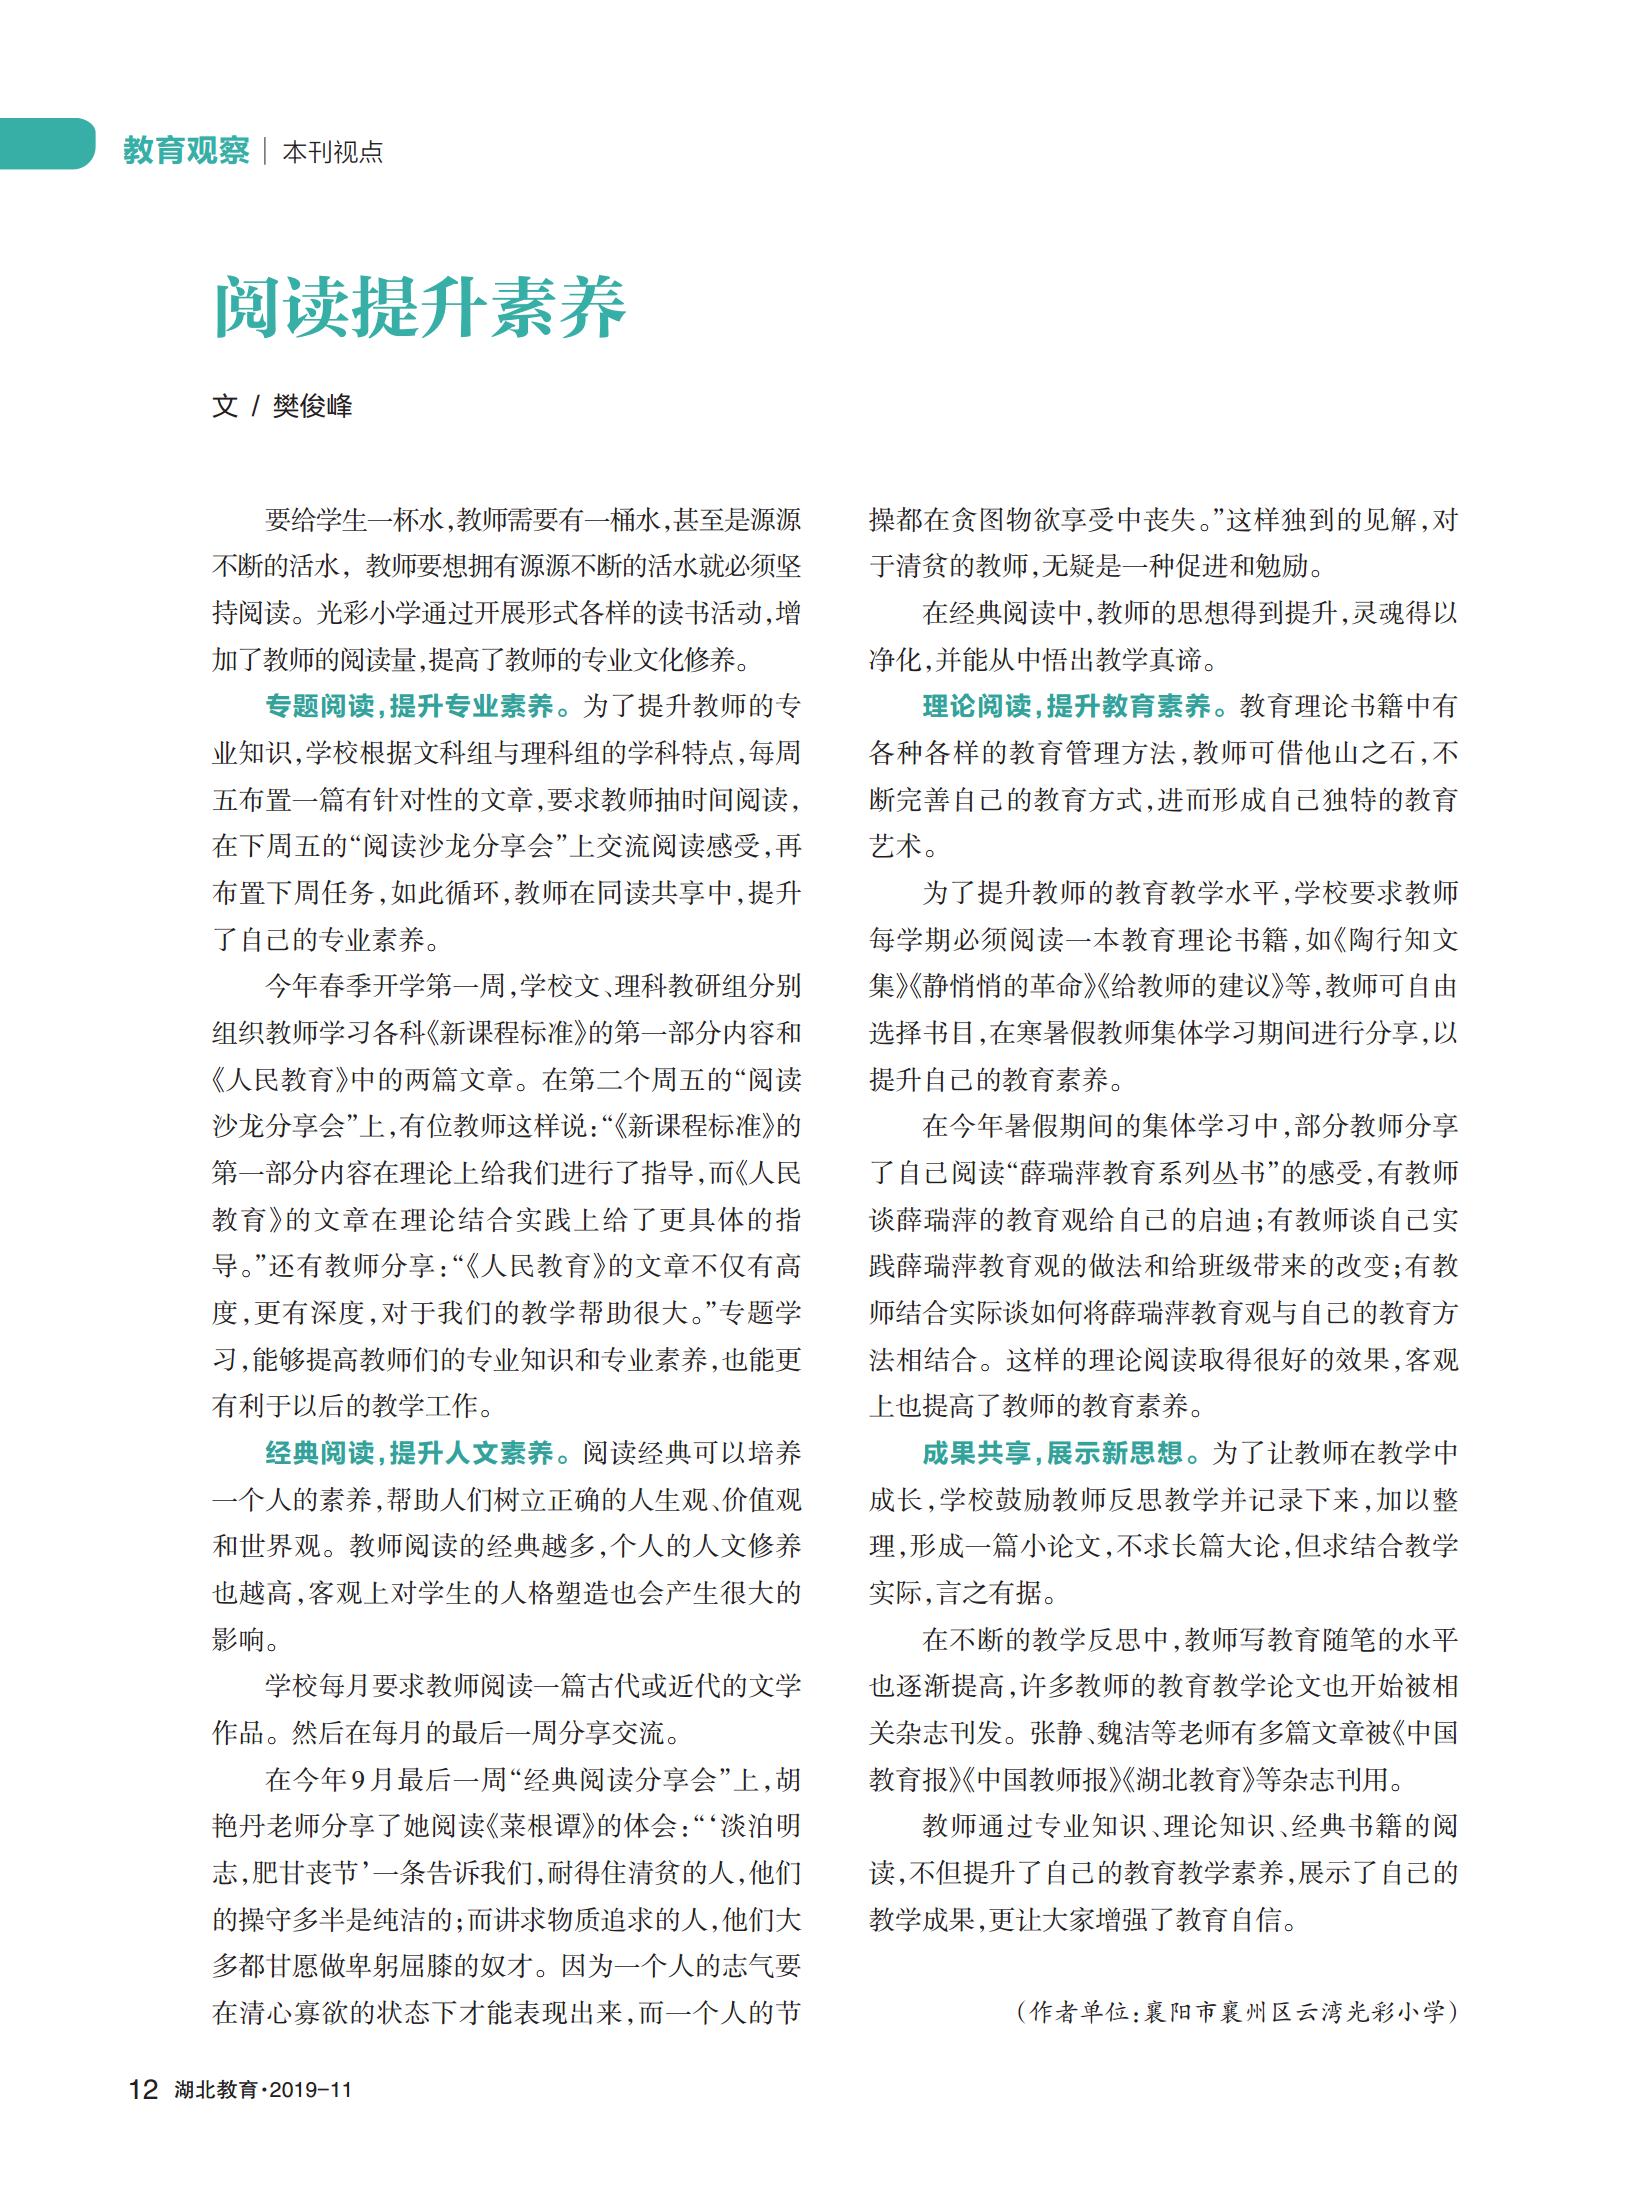 教育观察 | 本刊视点
阅读提升素养
文 / 樊俊峰
要给学生一杯水,教师需要有一桶水,甚至是源源
不断的活水，教师要想拥有源源不断的活水就必须坚
持阅读。光彩小学通过开展形式各样的读书活动,增
加了教师的阅读量,提高了教师的专业文化修养。
专题阅读,提升专业素养。为了提升教师的专
业知识,学校根据文科组与理科组的学科特点,每周
五布置一篇有针对性的文章,要求教师抽时间阅读,
在下周五的“阅读沙龙分享会”上交流阅读感受,再
布置下周任务,如此循环,教师在同读共享中,提升
了自己的专业素养。
今年春季开学第一周,学校文、理科教研组分别
组织教师学习各科《新课程标准》的第一部分内容和
《人民教育》中的两篇文章。在第二个周五的“阅读
沙龙分享会”上,有位教师这样说:“《新课程标准》的
第一部分内容在理论上给我们进行了指导,而《人民
教育》的文章在理论结合实践上给了更具体的指
导。”还有教师分享:“《人民教育》的文章不仅有高
度,更有深度,对于我们的教学帮助很大。”专题学
习,能够提高教师们的专业知识和专业素养,也能更
有利于以后的教学工作。
经典阅读,提升人文素养。阅读经典可以培养
一个人的素养,帮助人们树立正确的人生观、价值观
和世界观。教师阅读的经典越多,个人的人文修养
也越高,客观上对学生的人格塑造也会产生很大的
影响。
学校每月要求教师阅读一篇古代或近代的文学
作品。然后在每月的最后一周分享交流。
在今年9月最后一周“经典阅读分享会”上,胡
艳丹老师分享了她阅读《菜根谭》的体会:“‘淡泊明
志,肥甘丧节’一条告诉我们,耐得住清贫的人,他们
的操守多半是纯洁的;而讲求物质追求的人,他们大
多都甘愿做卑躬屈膝的奴才。因为一个人的志气要
在清心寡欲的状态下才能表现出来,而一个人的节
操都在贪图物欲享受中丧失。”这样独到的见解,对
于清贫的教师,无疑是一种促进和勉励。
在经典阅读中,教师的思想得到提升,灵魂得以
净化,并能从中悟出教学真谛。
理论阅读,提升教育素养。教育理论书籍中有
各种各样的教育管理方法,教师可借他山之石,不
断完善自己的教育方式,进而形成自己独特的教育
艺术。
为了提升教师的教育教学水平,学校要求教师
每学期必须阅读一本教育理论书籍,如《陶行知文
集》《静悄悄的革命》《给教师的建议》等,教师可自由
选择书目,在寒暑假教师集体学习期间进行分享,以
提升自己的教育素养。
在今年暑假期间的集体学习中,部分教师分享
了自己阅读“薛瑞萍教育系列丛书”的感受,有教师
谈薛瑞萍的教育观给自己的启迪;有教师谈自己实
践薛瑞萍教育观的做法和给班级带来的改变;有教
师结合实际谈如何将薛瑞萍教育观与自己的教育方
法相结合。这样的理论阅读取得很好的效果,客观
上也提高了教师的教育素养。
成果共享,展示新思想。为了让教师在教学中
成长,学校鼓励教师反思教学并记录下来,加以整
理,形成一篇小论文,不求长篇大论,但求结合教学
实际,言之有据。
在不断的教学反思中,教师写教育随笔的水平
也逐渐提高,许多教师的教育教学论文也开始被相
关杂志刊发。张静、魏洁等老师有多篇文章被《中国
教育报》《中国教师报》《湖北教育》等杂志刊用。
教师通过专业知识、理论知识、经典书籍的阅
读,不但提升了自己的教育教学素养,展示了自己的
教学成果,更让大家增强了教育自信。
(作者单位:襄阳市襄州区云湾光彩小学)
12 湖北教育·2019-11